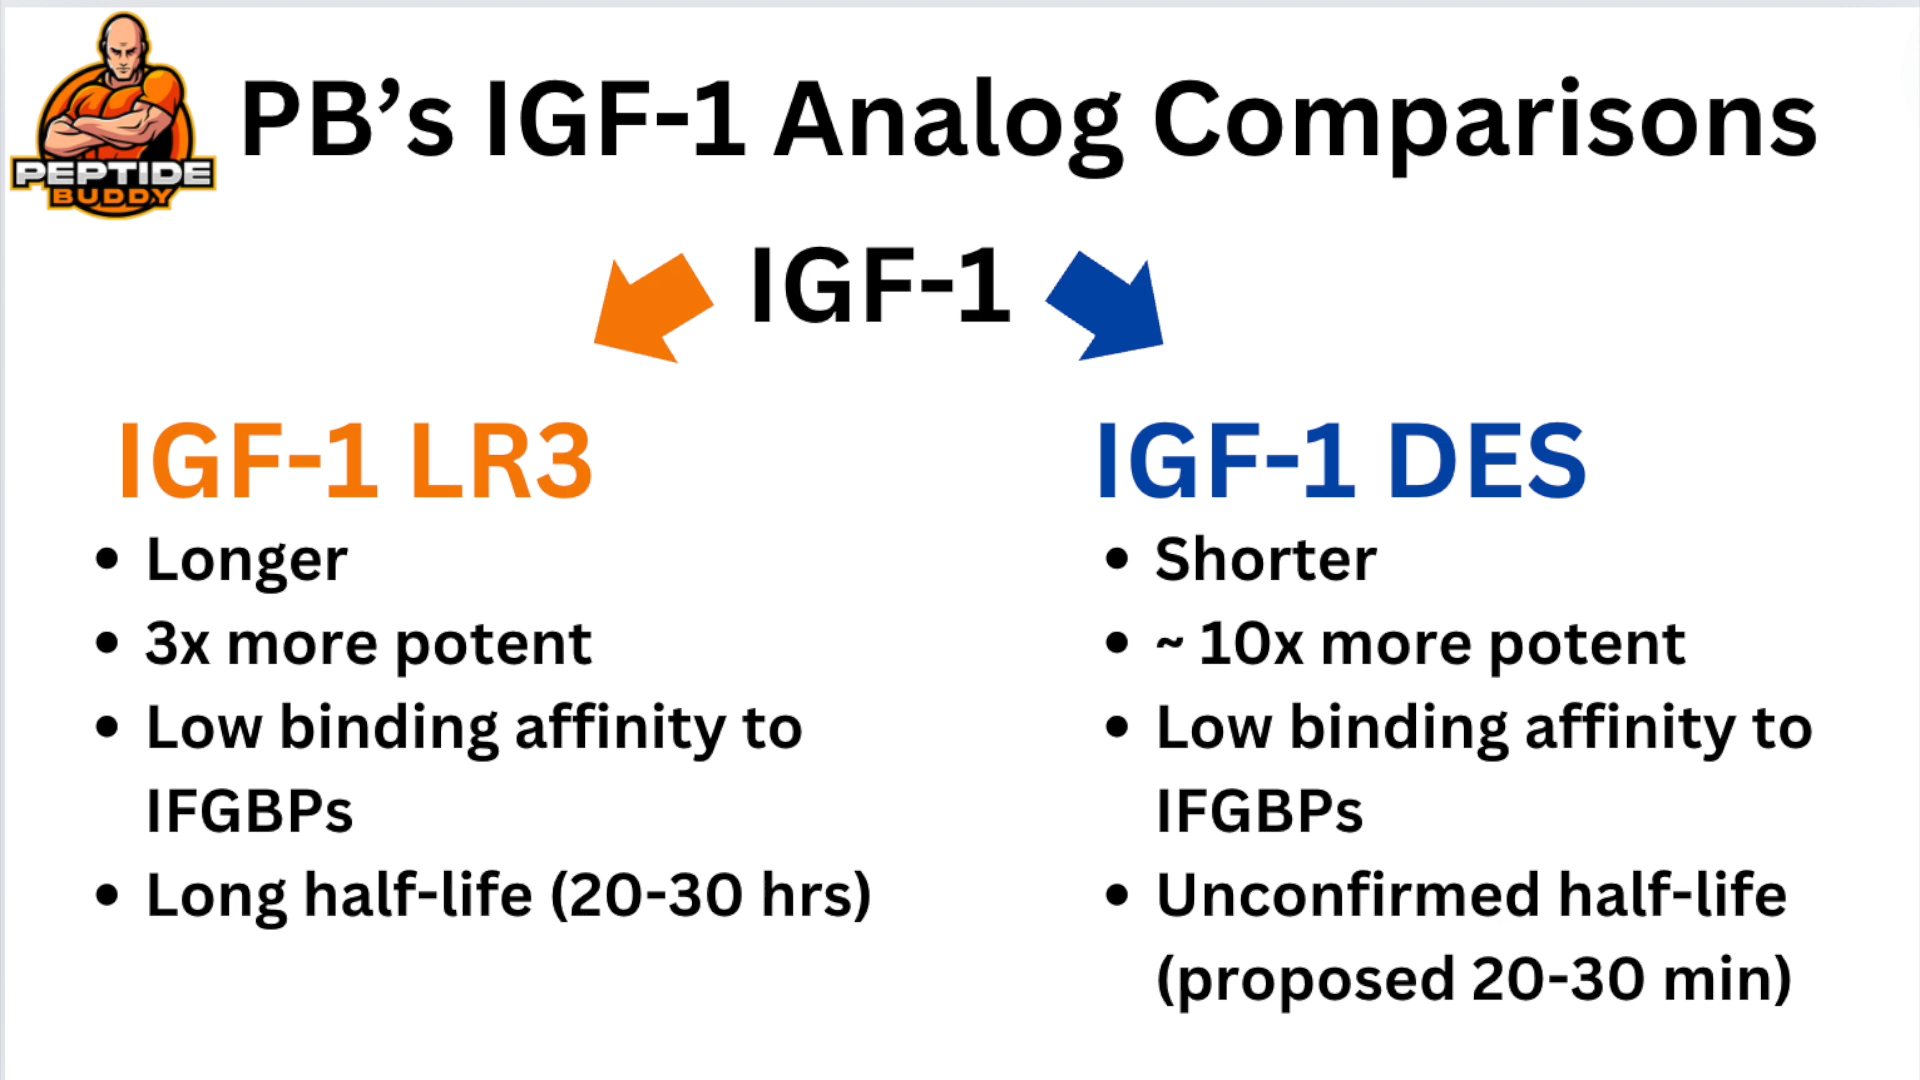 PEPTIDE
BUDDY
PB’s IGF-1 Analog Comparisons
IGF-1
IGF-1 LR3
• Longer
• 3x more potent
• Low binding affinity to
IFGBPs
• Long half-life (20-30 hrs)
IGF-1 DES
• Shorter
• ~ 10x more potent
• Low binding affinity to
IFGBPs
• Unconfirmed half-life
(proposed 20-30 min)